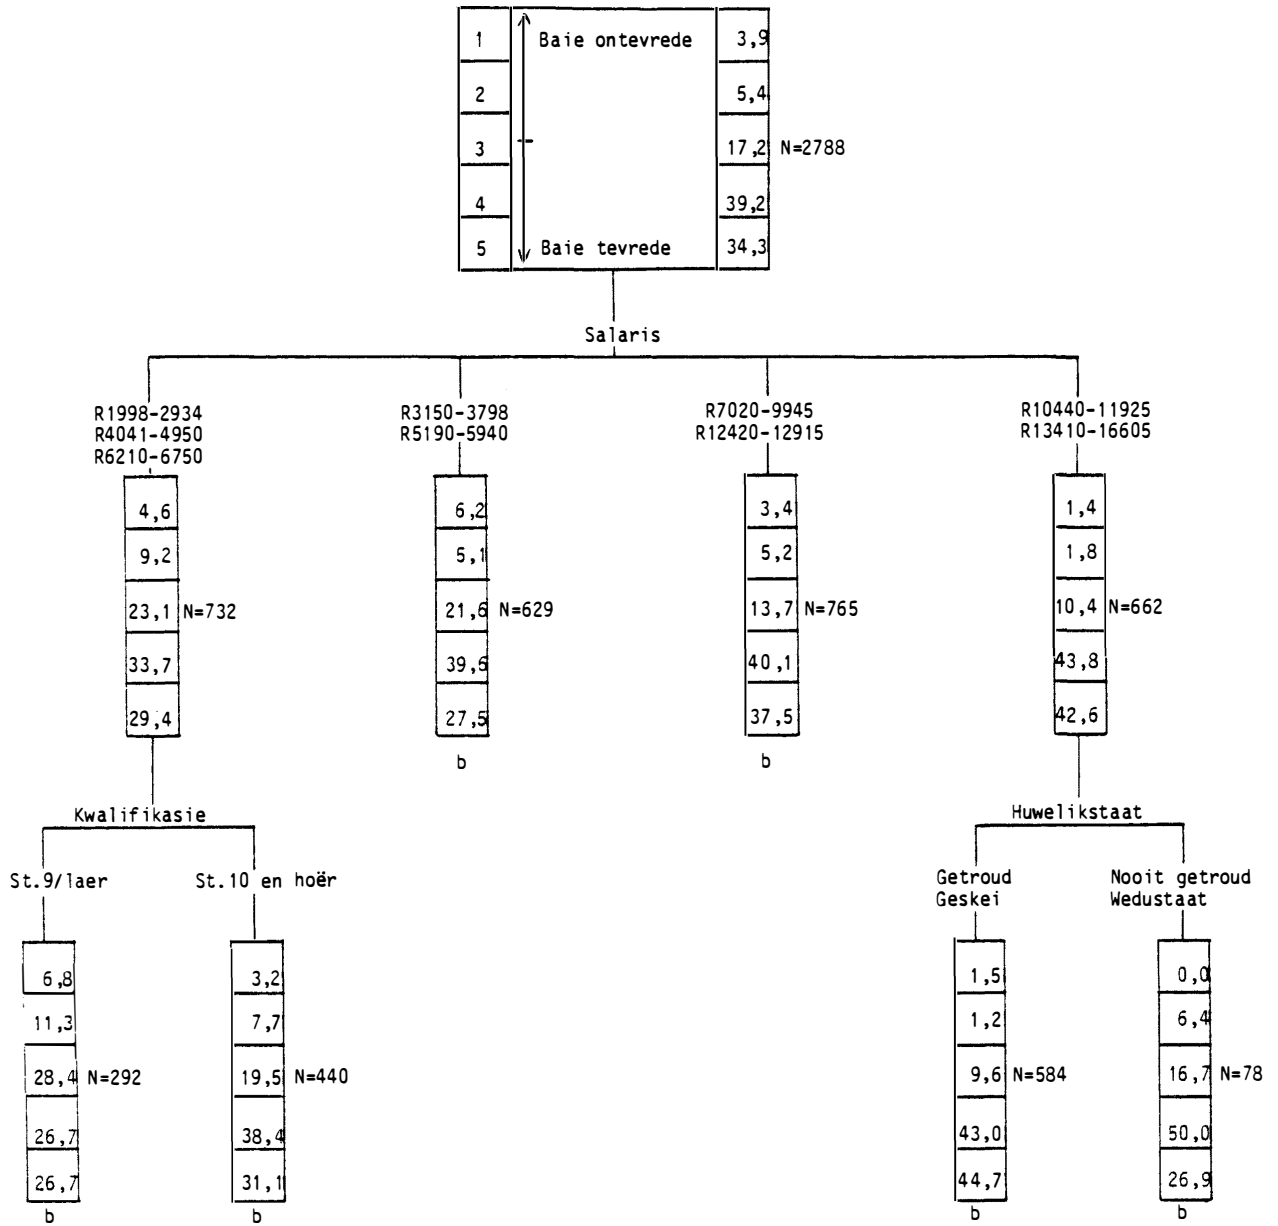 1 Baie ontevrede 3,9
2 5,4
3 17,2 N=2788
4 39,2
5 Baie tevrede 34,3
Salaris
R1998-2934
R4041-4950
R6210-6750
4,6
9,2
23,1 N=732
33,7
29,4
R3150-3798
R5190-5940
6,2
5,1
21,6 N=629
39,6
27,5
b
R7020-9945
R12420-12915
3,4
5,2
13,7 N=765
40,1
37,5
b
R10440-11925
R13410-16605
1,4
1,8
10,4 N=662
43,8
42,6
Kwalifikasie
St.9/laer
6,8
11,3
28,4 N=292
26,7
26,7
b
St.10 en hoër
3,2
7,7
19,5 N=440
38,4
31,1
b
Huwelikstaat
Getroud
Geskei
1,5
1,2
9,6 N=584
43,0
44,7
b
Nooit getroud
Wedustaat
0,0
6,4
16,7 N=78
50,0
26,9
b